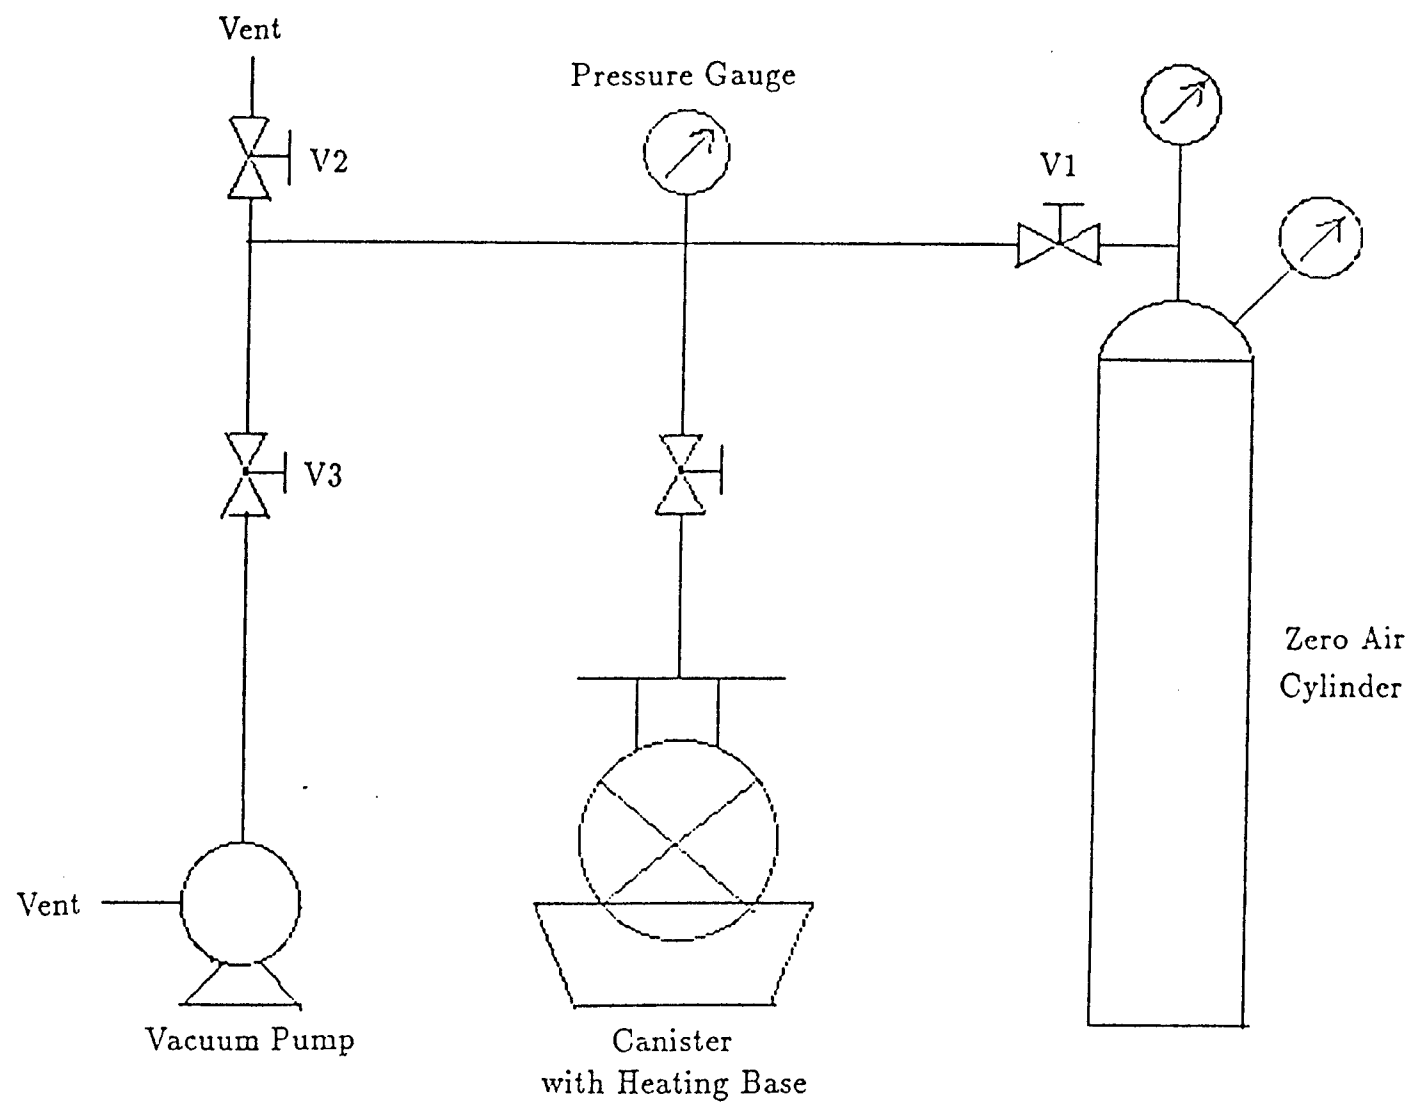 Vent
Pressure Gauge
V1
V2
V3
Zero Air
Cylinder
Vent
Vacuum Pump
Canister
with Heating Base